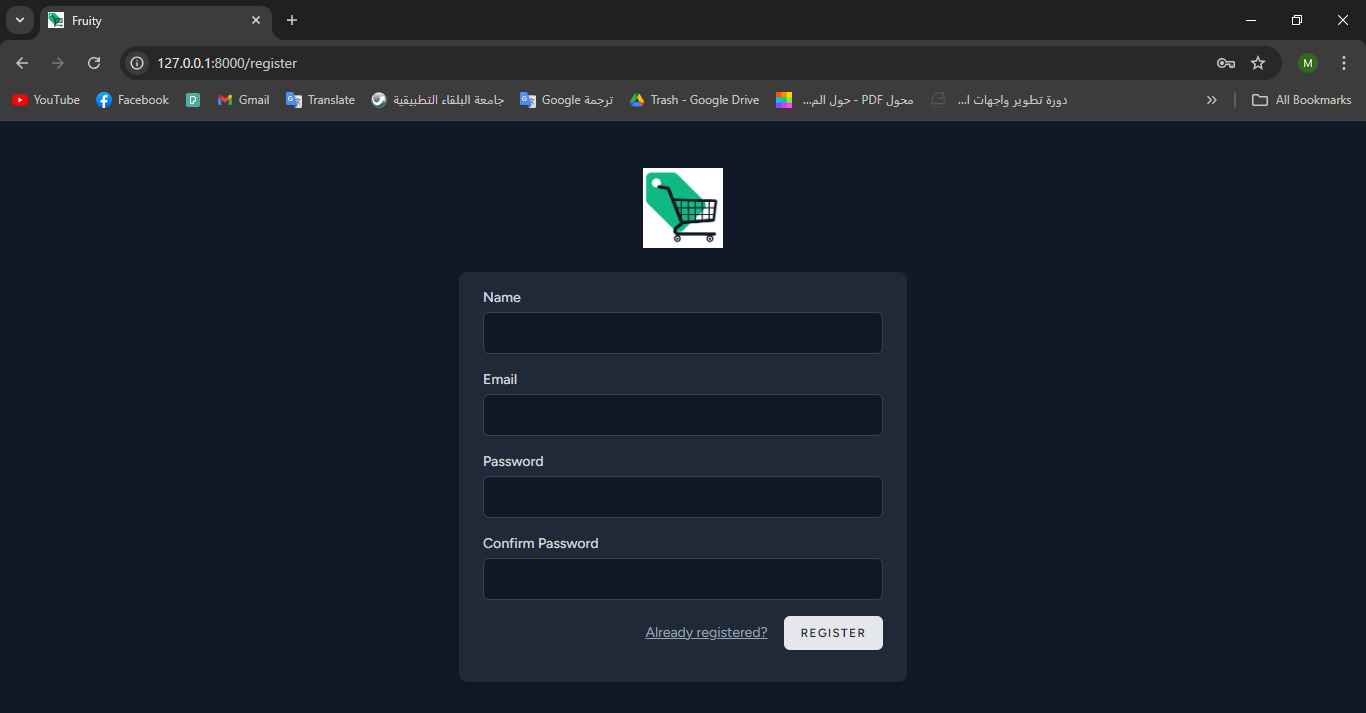 Fruity
127.0.0.1:8000/register
M
YouTube
Facebook
D
Gmail
Translate
جامعة البلقاء التطبيقية
ترجمة Google
Trash - Google Drive
محول PDF - حول الم...
دورة تطوير واجهات ا...
All Bookmarks
Name
Email
Password
Confirm Password
Already registered?
REGISTER